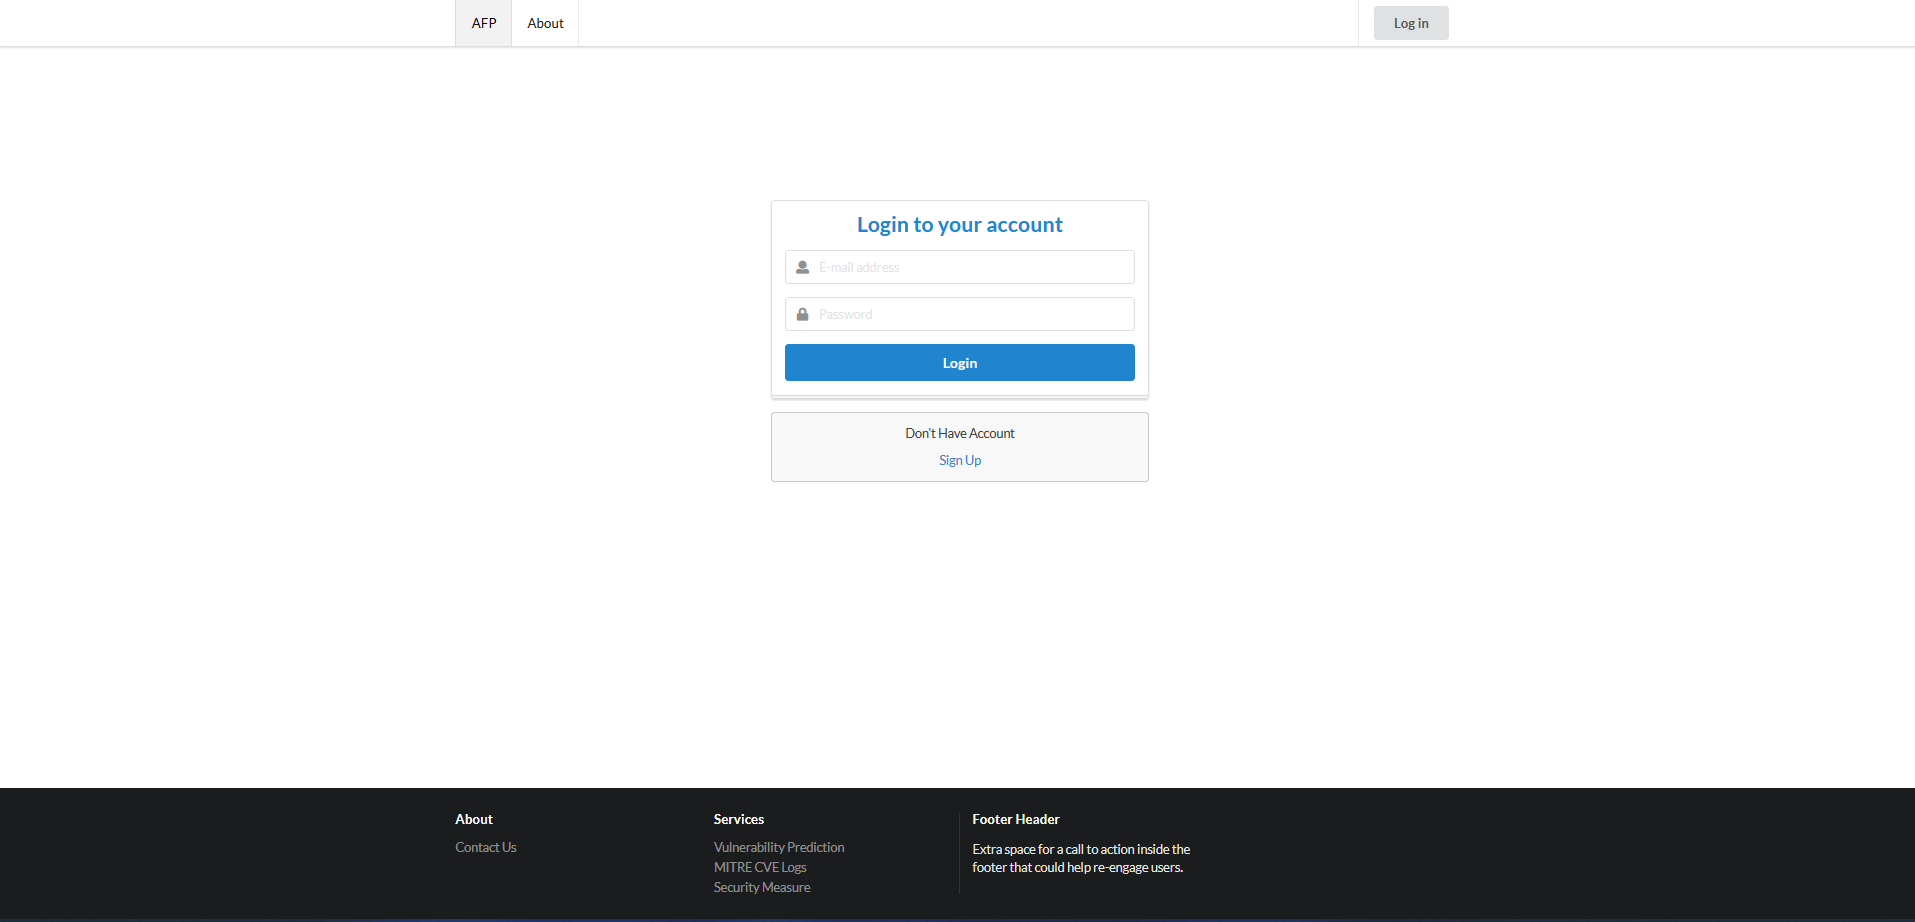 AFP
About
Log in
Login to your account
E-mail address
Password
Login
Don't Have Account
Sign Up
About
Contact Us
Services
Vulnerability Prediction
MITRE CVE Logs
Security Measure
Footer Header
Extra space for a call to action inside the
footer that could help re-engage users.